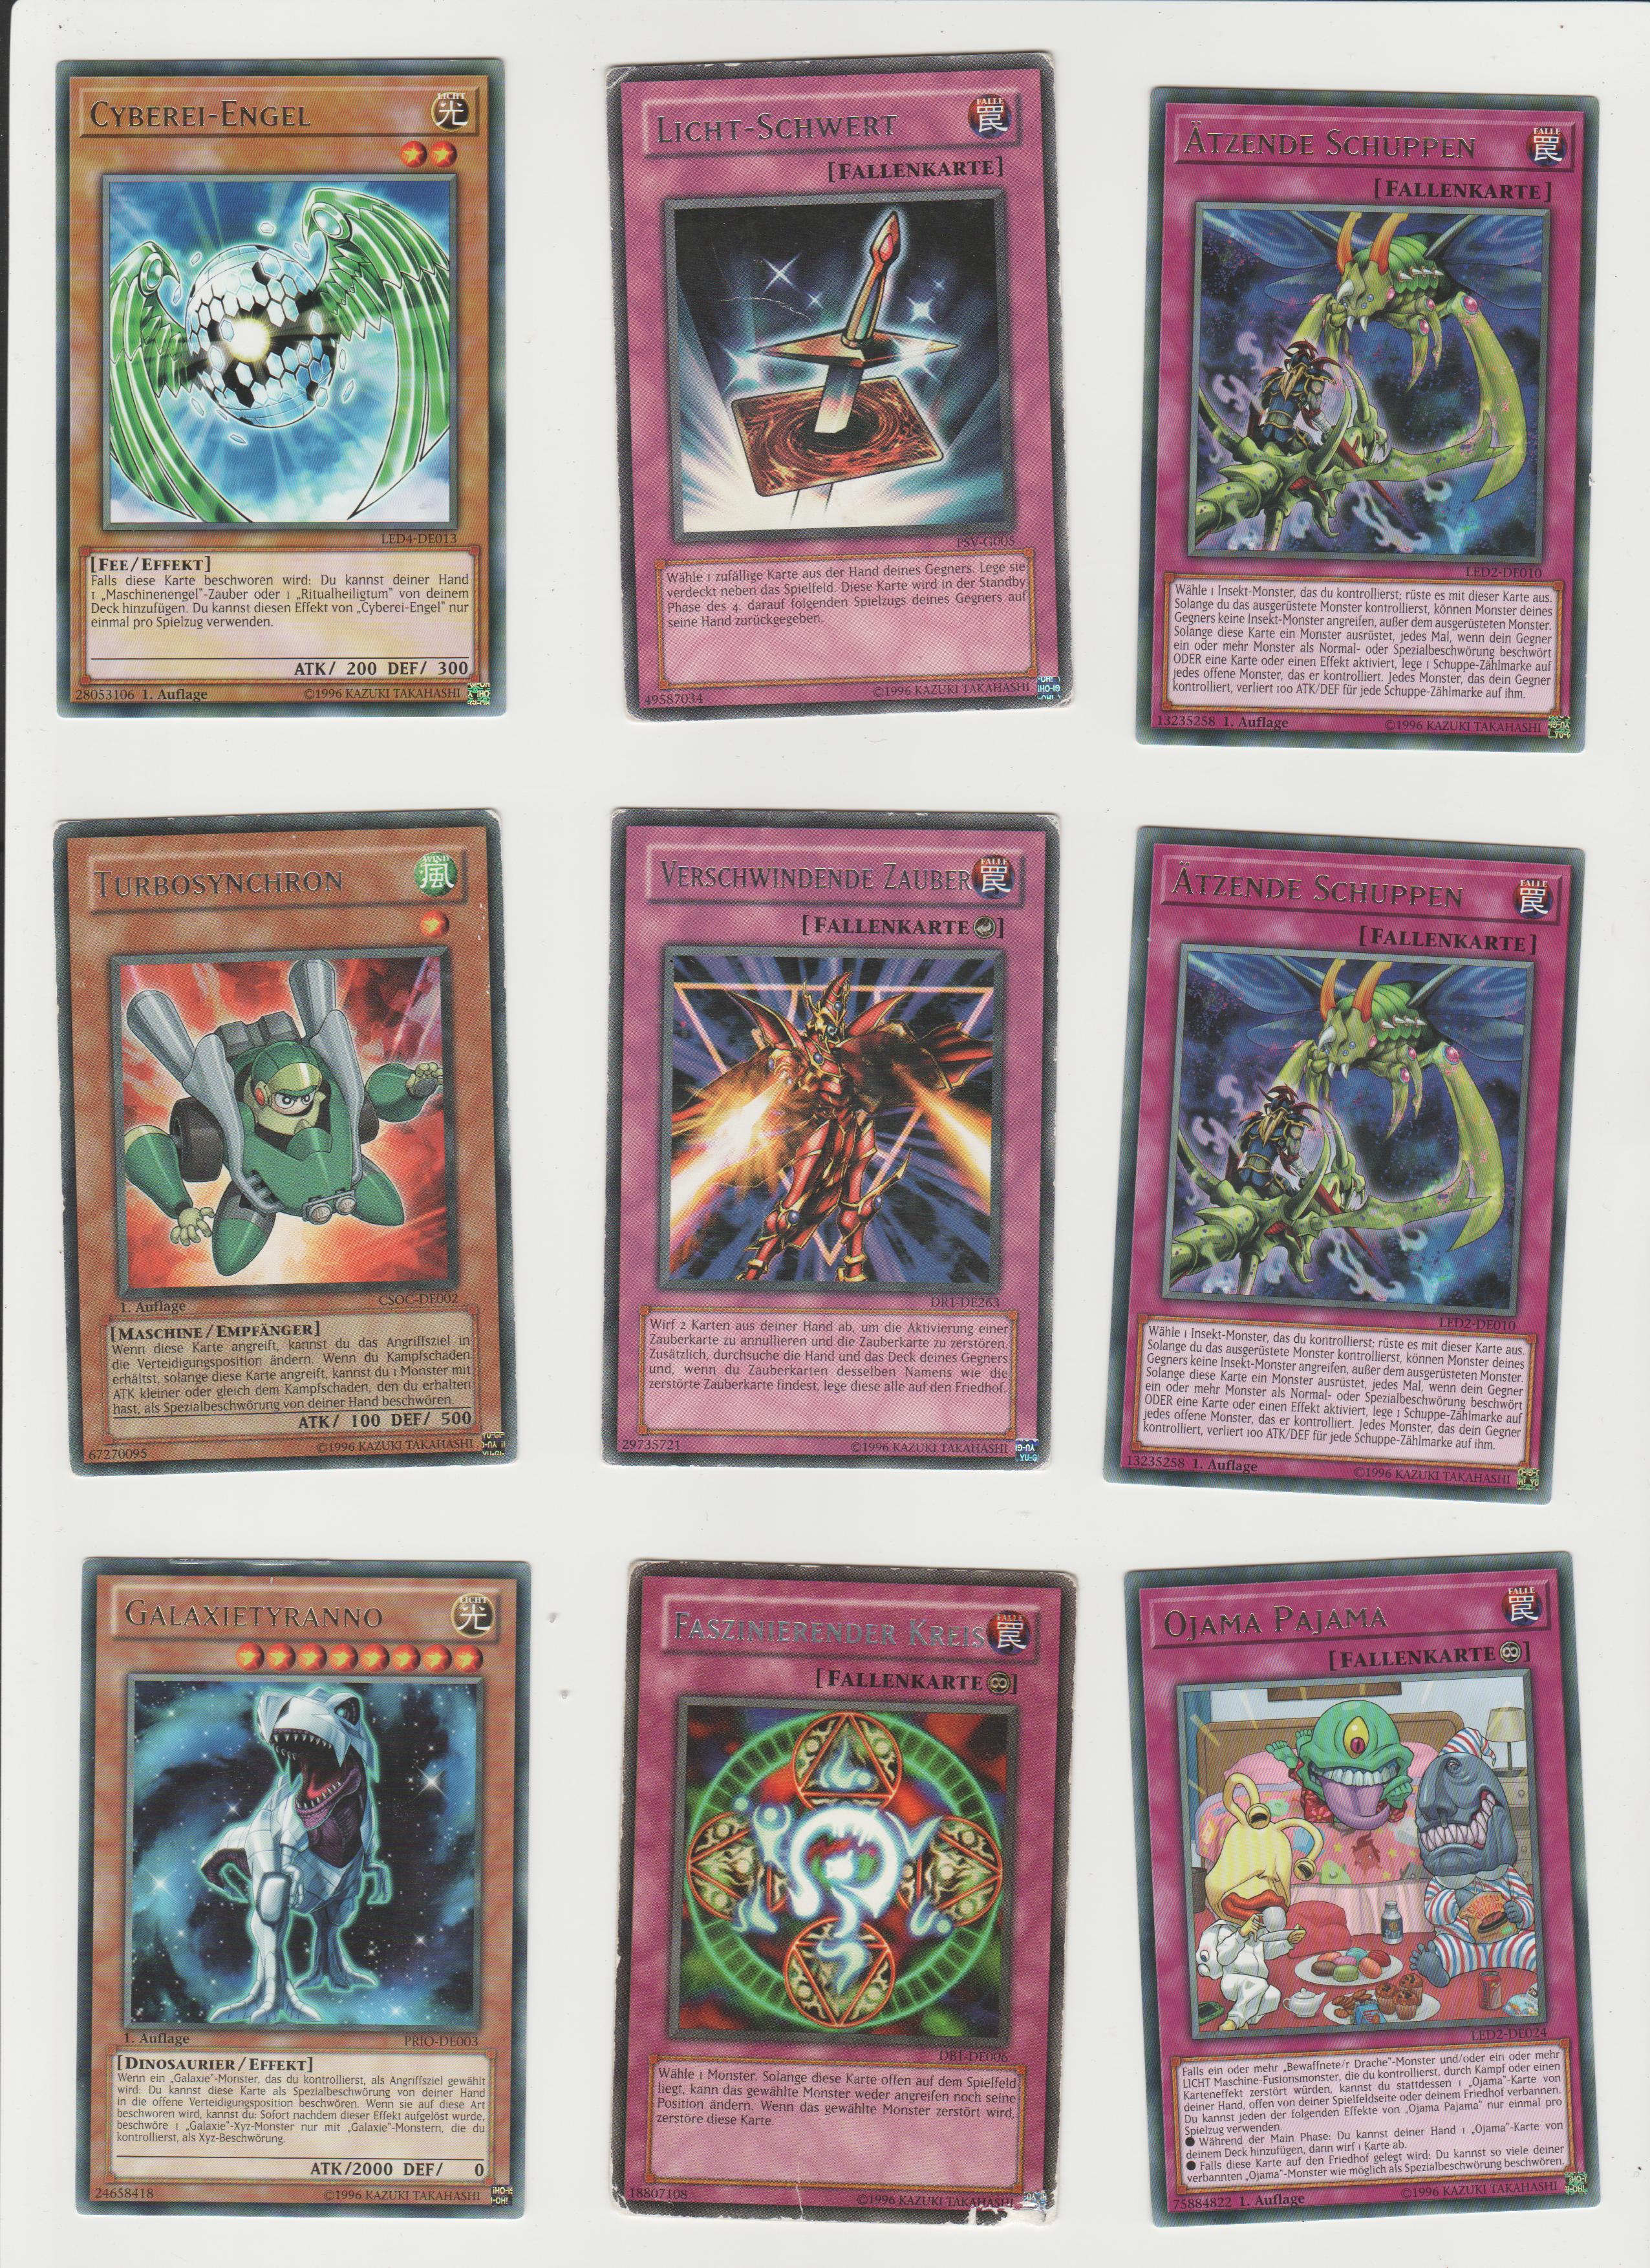 CYBEREI-ENGEL
LICHT
光
LED4-DE013
[FEE/EFFEKT]
Falls diese Karte beschworen wird: Du kannst deiner Hand
1 „Maschinenengel"-Zauber oder 1 „Ritualheiligtum" von deinem
Deck hinzufügen. Du kannst diesen Effekt von „Cyberei-Engel" nur
einmal pro Spielzug verwenden.
ATK/ 200 DEF/ 300
28053106 1. Auflage ©1996 KAZUKI TAKAHASHI
LICHT-SCHWERT
FALLE
罠
[FALLENKARTE]
PSV-G005
Wähle 1 zufällige Karte aus der Hand deines Gegners. Lege sie
verdeckt neben das Spielfeld. Diese Karte wird in der Standby
Phase des 4. darauf folgenden Spielzugs deines Gegners auf
seine Hand zurückgegeben.
49587034 ©1996 KAZUKI TAKAHASHI
ÄTZENDE SCHUPPEN
FALLE
罠
[FALLENKARTE]
LED2-DE010
Wähle 1 Insekt-Monster, das du kontrollierst; rüste es mit dieser Karte aus.
Solange du das ausgerüstete Monster kontrollierst, können Monster deines
Gegners keine Insekt-Monster angreifen, außer dem ausgerüsteten Monster.
Solange diese Karte ein Monster ausrüstet, jedes Mal, wenn dein Gegner
ein oder mehr Monster als Normal- oder Spezialbeschwörung beschwört
ODER eine Karte oder einen Effekt aktiviert, lege 1 Schuppe-Zählmarke auf
jedes offene Monster, das er kontrolliert. Jedes Monster, das dein Gegner
kontrolliert, verliert 100 ATK/DEF für jede Schuppe-Zählmarke auf ihm.
13235258 1. Auflage ©1996 KAZUKI TAKAHASHI
TURBOSYNCHRON
WIND
風
1. Auflage CSOC-DE002
[MASCHINE/EMPFÄNGER]
Wenn diese Karte angreift, kannst du das Angriffsziel in
die Verteidigungsposition ändern. Wenn du Kampfschaden
erhältst, solange diese Karte angreift, kannst du 1 Monster mit
ATK kleiner oder gleich dem Kampfschaden, den du erhalten
hast, als Spezialbeschwörung von deiner Hand beschwören.
ATK/ 100 DEF/ 500
67270095 ©1996 KAZUKI TAKAHASHI
VERSCHWINDENDE ZAUBER
FALLE
罠
[FALLENKARTE]
DR1-DE263
Wirf 2 Karten aus deiner Hand ab, um die Aktivierung einer
Zauberkarte zu annullieren und die Zauberkarte zu zerstören.
Zusätzlich, durchsuche die Hand und das Deck deines Gegners
und, wenn du Zauberkarten desselben Namens wie die
zerstörte Zauberkarte findest, lege diese alle auf den Friedhof.
29735721 ©1996 KAZUKI TAKAHASHI
ÄTZENDE SCHUPPEN
FALLE
罠
[FALLENKARTE]
LED2-DE010
Wähle 1 Insekt-Monster, das du kontrollierst; rüste es mit dieser Karte aus.
Solange du das ausgerüstete Monster kontrollierst, können Monster deines
Gegners keine Insekt-Monster angreifen, außer dem ausgerüsteten Monster.
Solange diese Karte ein Monster ausrüstet, jedes Mal, wenn dein Gegner
ein oder mehr Monster als Normal- oder Spezialbeschwörung beschwört
ODER eine Karte oder einen Effekt aktiviert, lege 1 Schuppe-Zählmarke auf
jedes offene Monster, das er kontrolliert. Jedes Monster, das dein Gegner
kontrolliert, verliert 100 ATK/DEF für jede Schuppe-Zählmarke auf ihm.
13235258 1. Auflage ©1996 KAZUKI TAKAHASHI
GALAXIETYRANNO
LICHT
光
1. Auflage PRIO-DE003
[DINOSAURIER/EFFEKT]
Wenn ein „Galaxie"-Monster, das du kontrollierst, als Angriffsziel gewählt
wird: Du kannst diese Karte als Spezialbeschwörung von deiner Hand
in die offene Verteidigungsposition beschwören. Wenn sie auf diese Art
beschworen wird, kannst du: Sofort nachdem dieser Effekt aufgelöst wurde,
beschwöre 1 „Galaxie"-Xyz-Monster nur mit „Galaxie"-Monstern, die du
kontrollierst, als Xyz-Beschwörung.
ATK/2000 DEF/ 0
24658418 ©1996 KAZUKI TAKAHASHI
FASZINIERENDER KREIS
FALLE
罠
[FALLENKARTE]
DB1-DE006
Wähle 1 Monster. Solange diese Karte offen auf dem Spielfeld
liegt, kann das gewählte Monster weder angreifen noch seine
Position ändern. Wenn das gewählte Monster zerstört wird,
zerstöre diese Karte.
18807108 ©1996 KAZUKI TAKAHASHI
OJAMA PAJAMA
FALLE
罠
[FALLENKARTE]
LED2-DE024
Falls ein oder mehr „Bewaffnete/r Drache"-Monster und/oder ein oder mehr
LICHT Maschine-Fusionsmonster, die du kontrollierst, durch Kampf oder einen
Karteneffekt zerstört würden, kannst du stattdessen 1 „Ojama"-Karte von
deiner Hand, offen von deiner Spielfeldseite oder deinem Friedhof verbannen.
Du kannst jeden der folgenden Effekte von „Ojama Pajama" nur einmal pro
Spielzug verwenden.
● Während der Main Phase: Du kannst deiner Hand 1 „Ojama"-Karte von
deinem Deck hinzufügen, dann wirf 1 Karte ab.
● Falls diese Karte auf den Friedhof gelegt wird: Du kannst so viele deiner
verbannten „Ojama"-Monster wie möglich als Spezialbeschwörung beschwören.
75884822 1. Auflage ©1996 KAZUKI TAKAHASHI